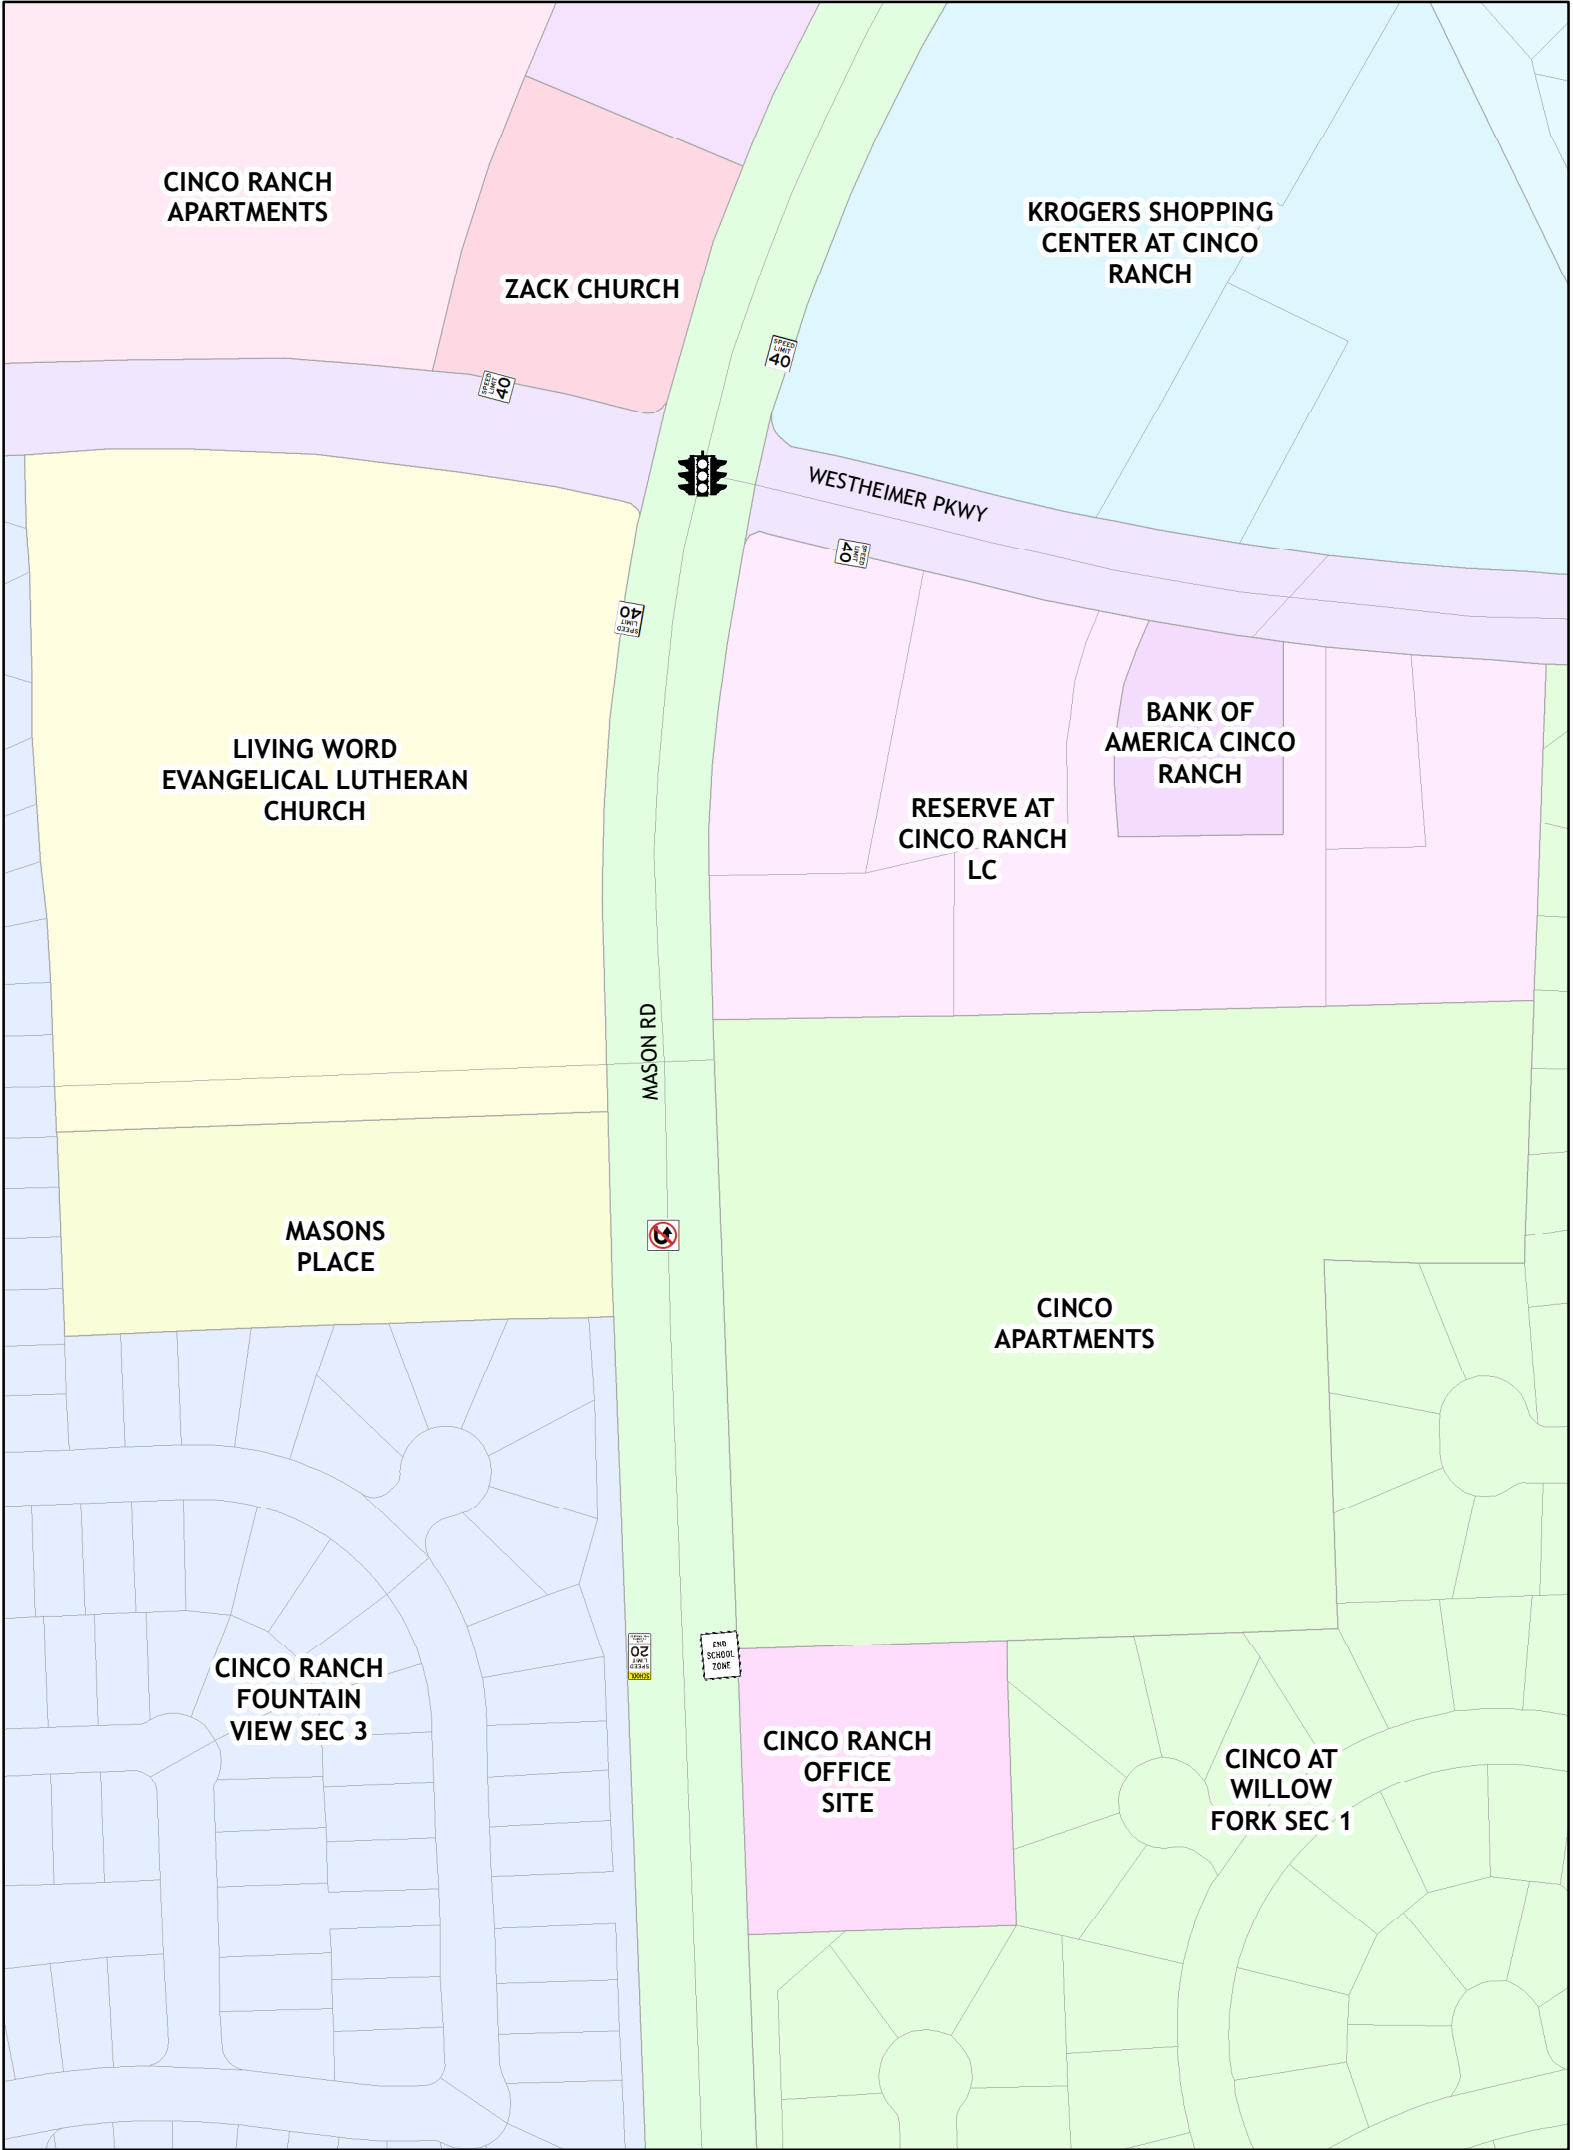 CINCO RANCH
APARTMENTS
ZACK CHURCH
KROGERS SHOPPING
CENTER AT CINCO
RANCH
SPEED
LIMIT
40
SPEED
LIMIT
40
WESTHEIMER PKWY
SPEED
LIMIT
40
SPEED
LIMIT
40
LIVING WORD
EVANGELICAL LUTHERAN
CHURCH
BANK OF
AMERICA CINCO
RANCH
RESERVE AT
CINCO RANCH
LC
MASON RD
MASONS
PLACE
CINCO
APARTMENTS
SCHOOL
SPEED
LIMIT
20
END
SCHOOL
ZONE
CINCO RANCH
FOUNTAIN
VIEW SEC 3
CINCO RANCH
OFFICE
SITE
CINCO AT
WILLOW
FORK SEC 1